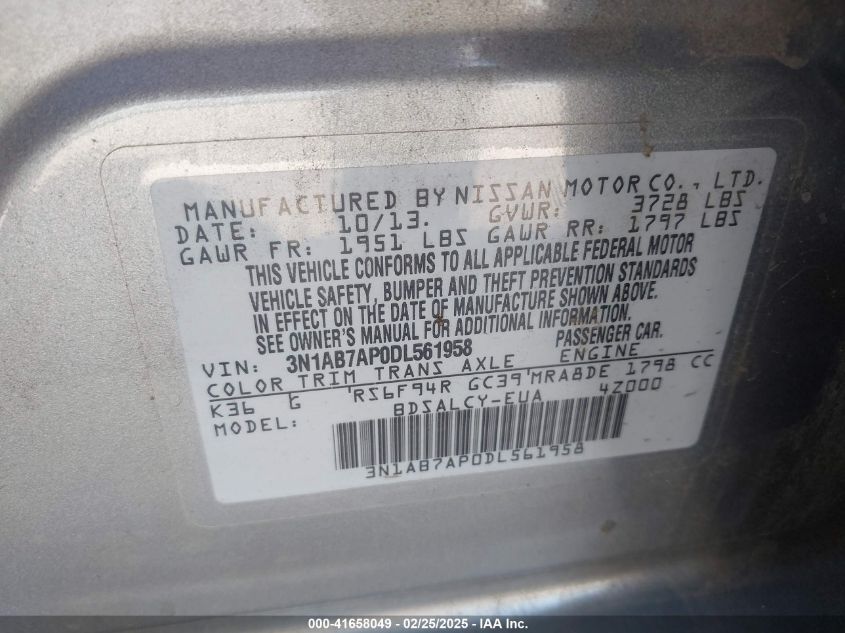 MANUFACTURED BY NISSAN MOTOR CO., LTD.
DATE: 10/13. GVWR: 3728 LBS
GAWR FR: 1951 LBS GAWR RR: 1797 LBS
THIS VEHICLE CONFORMS TO ALL APPLICABLE FEDERAL MOTOR
VEHICLE SAFETY, BUMPER AND THEFT PREVENTION STANDARDS
IN EFFECT ON THE DATE OF MANUFACTURE SHOWN ABOVE.
SEE OWNER'S MANUAL FOR ADDITIONAL INFORMATION.
VIN: 3N1AB7AP0DL561958 PASSENGER CAR.
COLOR TRIM TRANS AXLE ENGINE
K36 G RS6F94R GC39 MRA8DE 1798 CC
MODEL: BDSALCY-EUA 4Z000
3N1AB7AP0DL561958
000-41658049 - 02/25/2025 - IAA Inc.